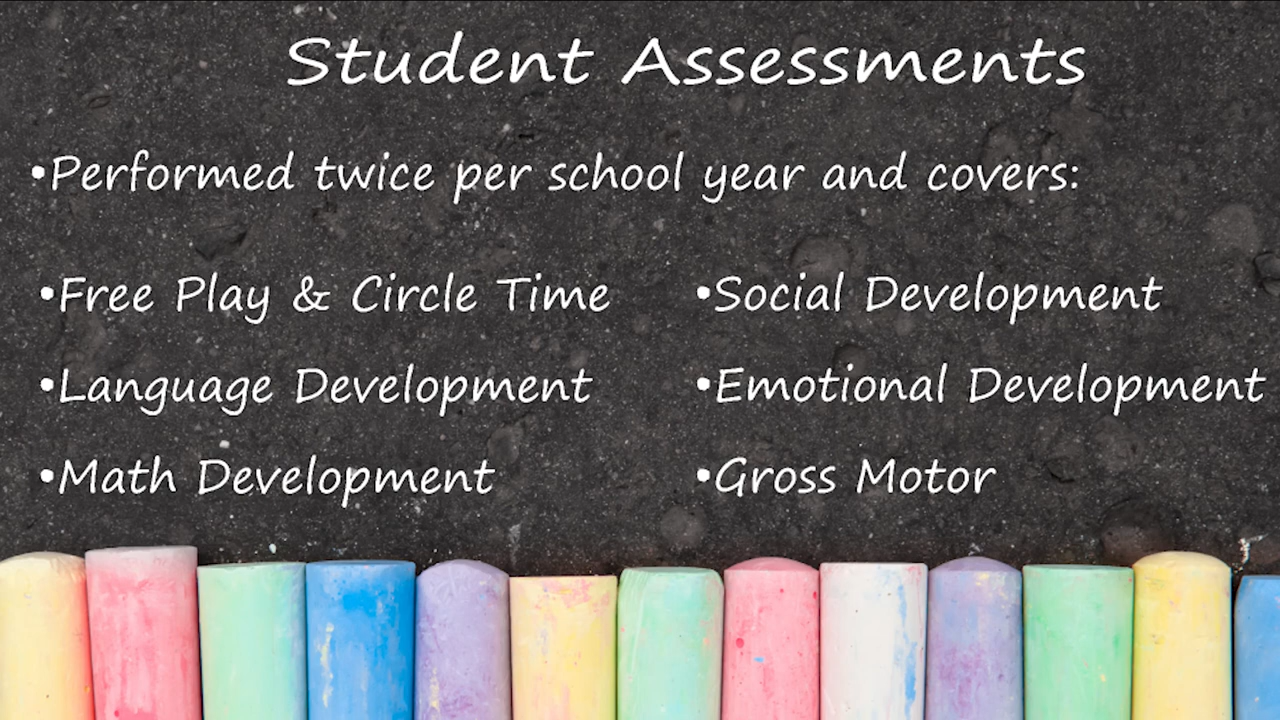 Student Assessments
•Performed twice per school year and covers:
•Free Play & Circle Time
•Language Development
•Math Development
•Social Development
•Emotional Development
•Gross Motor